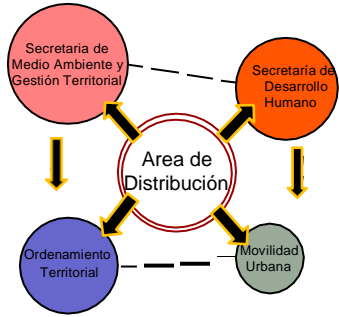 Secretaria de
Medio Ambiente y
Gestión Territorial
Secretaría de
Desarrollo
Humano
Area de
Distribución
Ordenamiento
Territorial
Movilidad
Urbana